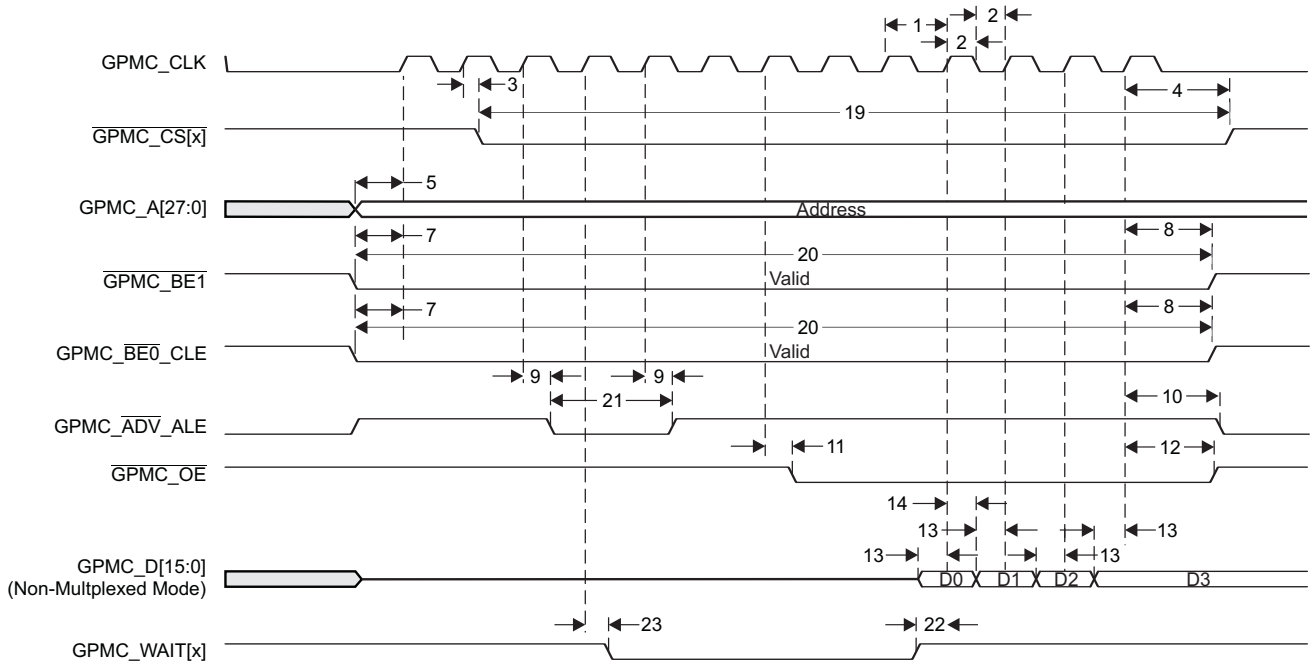 2
1
2
GPMC_CLK
3
4
19
GPMC_CS[x]
5
GPMC_A[27:0]
Address
7
8
20
GPMC_BE1
Valid
7
8
20
GPMC_BE0_CLE
Valid
9
9
10
21
GPMC_ADV_ALE
11
12
GPMC_OE
14
13
13
13
13
GPMC_D[15:0]
(Non-Multplexed Mode)
D0
D1
D2
D3
23
22
GPMC_WAIT[x]